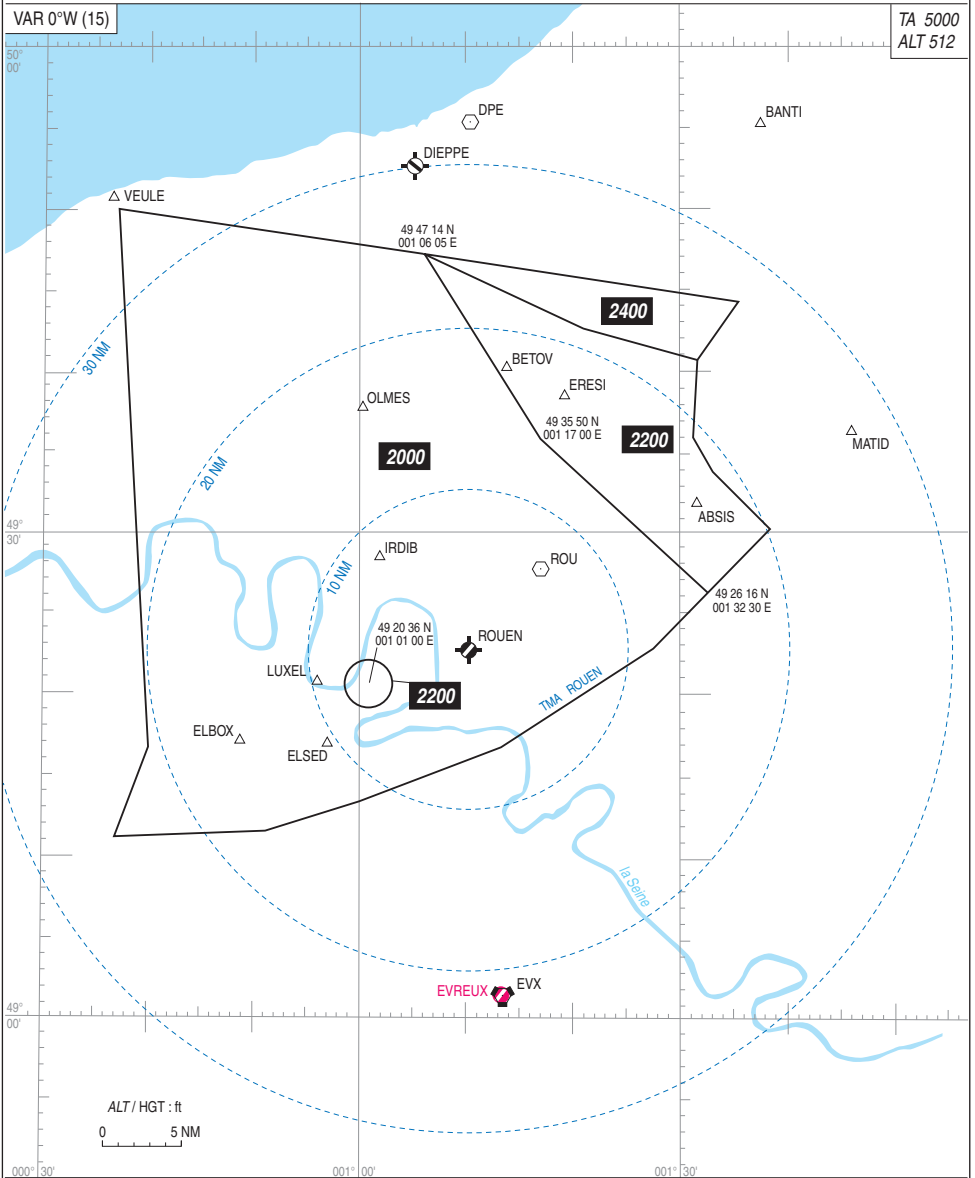 VAR 0°W (15)
TA 5000
ALT 512
50°
00'
DPE
BANTI
DIEPPE
VEULE
49 47 14 N
001 06 05 E
2400
30 NM
BETOV
ERESI
OLMES
49 35 50 N
001 17 00 E
2200
MATID
2000
20 NM
ABSIS
49°
30'
IRDIB
ROU
10 NM
49 26 16 N
001 32 30 E
49 20 36 N
001 01 00 E
ROUEN
LUXEL
2200
TMA ROUEN
ELBOX
ELSED
la Seine
EVREUX
EVX
49°
00'
ALT / HGT : ft
0 5 NM
000° 30'
001° 00'
001° 30'